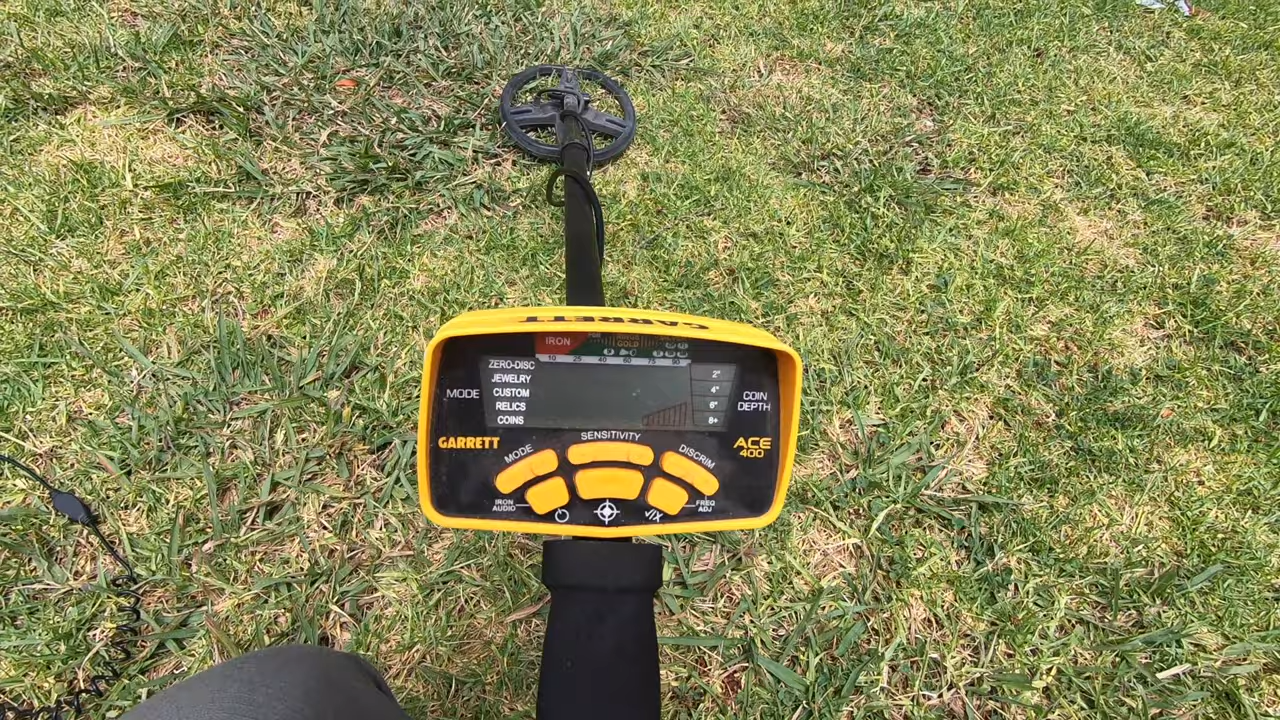 GARRETT
IRON
GOLD
10 25 40 60 75 90
ZERO-DISC
JEWELRY
CUSTOM
RELICS
COINS
MODE
2"
4"
6"
8+
COIN
DEPTH
GARRETT
ACE
400
MODE
SENSITIVITY
DISCRIM
IRON
AUDIO
FREQ
ADJ